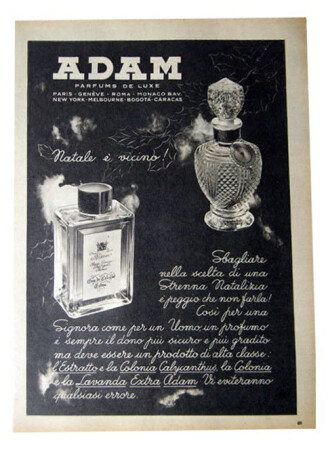 ADAM
PARFUMS DE LUXE
PARIS - GENÈVE - ROMA - MONACO BAV.
NEW YORK - MELBOURNE - BOGOTÁ - CARACAS
Natale è vicino
Sbagliare
nella scelta di una
Strenna Natalizia
è peggio che non farla!
Così per una
Signora come per un Uomo, un profumo
è sempre il dono più sicuro e più gradito
ma deve essere un prodotto di alta classe:
l'Estratto e la Colonia Calycanthus, la Colonia
e la Lavanda Extra Adam Vi eviteranno
qualsiasi errore.